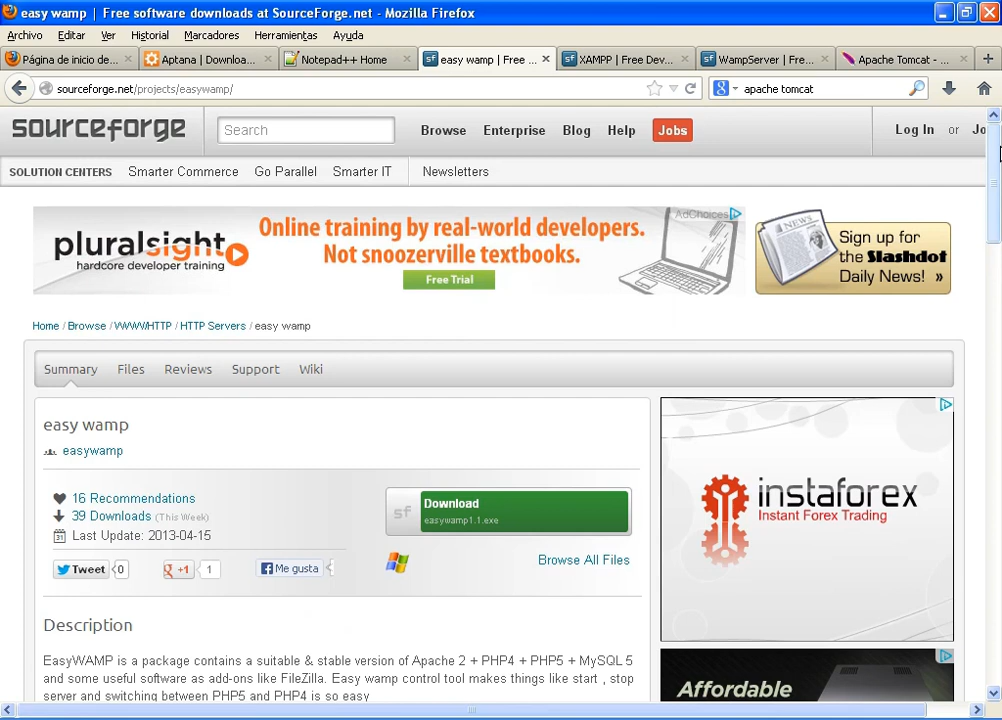 easy wamp | Free software downloads at SourceForge.net - Mozilla Firefox
Archivo Editar Ver Historial Marcadores Herramientas Ayuda
Página de inicio de... Aptana | Downloa... Notepad++ Home easy wamp | Free ... XAMPP | Free Dev... WampServer | Fre... Apache Tomcat - ...
sourceforge.net/projects/easywamp/ apache tomcat
sourceforge Search Browse Enterprise Blog Help Jobs Log In or Jo
SOLUTION CENTERS Smarter Commerce Go Parallel Smarter IT Newsletters
AdChoices
pluralsight
hardcore developer training
Online training by real-world developers.
Not snoozerville textbooks.
Free Trial
NEWS
Sign up for
the Slashdot
Daily News! »
Home / Browse / WWW/HTTP / HTTP Servers / easy wamp
Summary Files Reviews Support Wiki
easy wamp
easywamp
16 Recommendations
39 Downloads (This Week)
Last Update: 2013-04-15
Tweet 0 g +1 1 Me gusta
sf Download
easywamp1.1.exe
Browse All Files
instaforex
Instant Forex Trading
Description
EasyWAMP is a package contains a suitable & stable version of Apache 2 + PHP4 + PHP5 + MySQL 5
and some useful software as add-ons like FileZilla. Easy wamp control tool makes things like start , stop
server and switching between PHP5 and PHP4 is so easy
Affordable